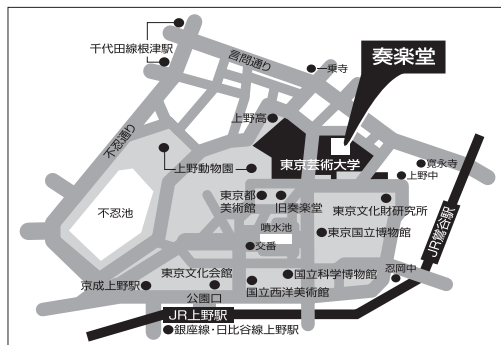 千代田線根津駅
言問通り
一乗寺
奏楽堂
不忍通り
上野高
上野動物園
東京芸術大学
寛永寺
上野中
JR鶯谷駅
東京都
美術館
旧奏楽堂
東京文化財研究所
不忍池
噴水池
東京国立博物館
交番
忍岡中
東京文化会館
国立科学博物館
京成上野駅
公園口
国立西洋美術館
JR上野駅
銀座線・日比谷線上野駅